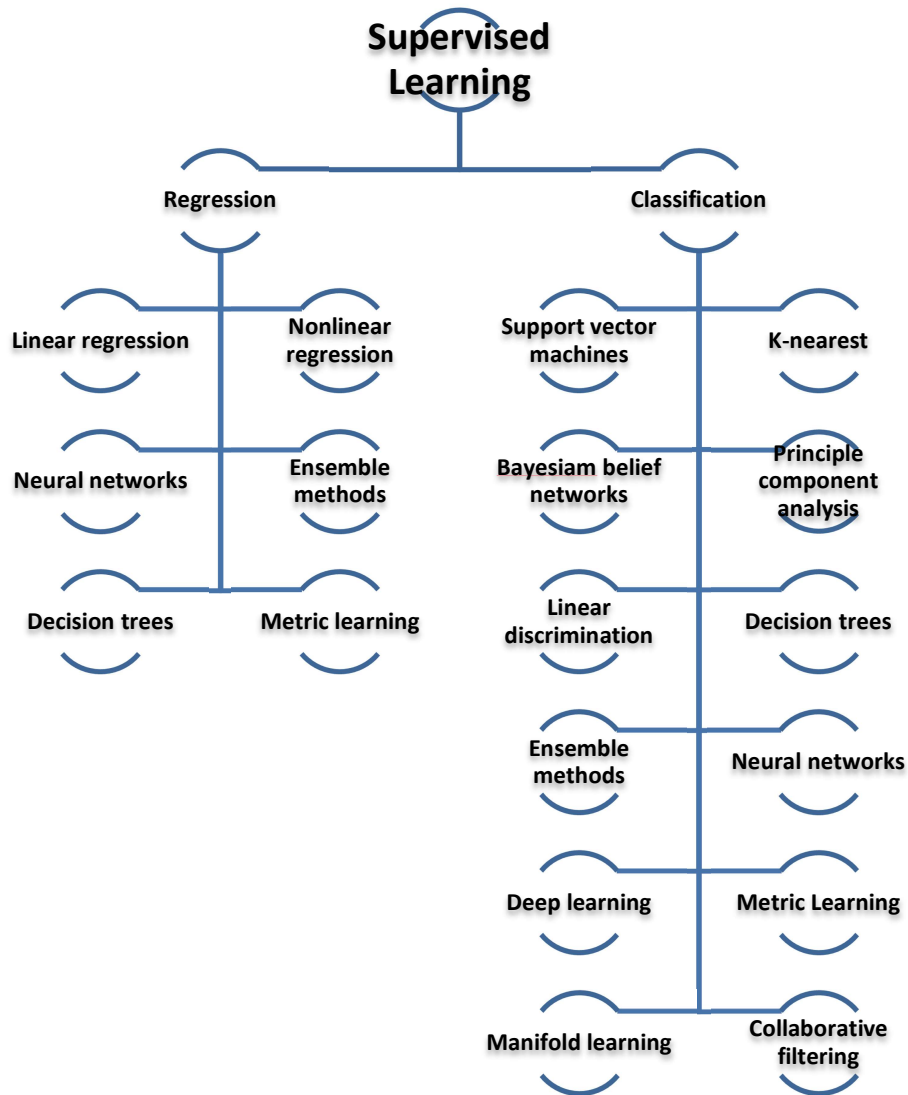 Supervised
Learning
Regression
Classification
Linear regression
Nonlinear
regression
Support vector
machines
K-nearest
Neural networks
Ensemble
methods
Bayesiam belief
networks
Principle
component
analysis
Decision trees
Metric learning
Linear
discrimination
Decision trees
Ensemble
methods
Neural networks
Deep learning
Metric Learning
Manifold learning
Collaborative
filtering